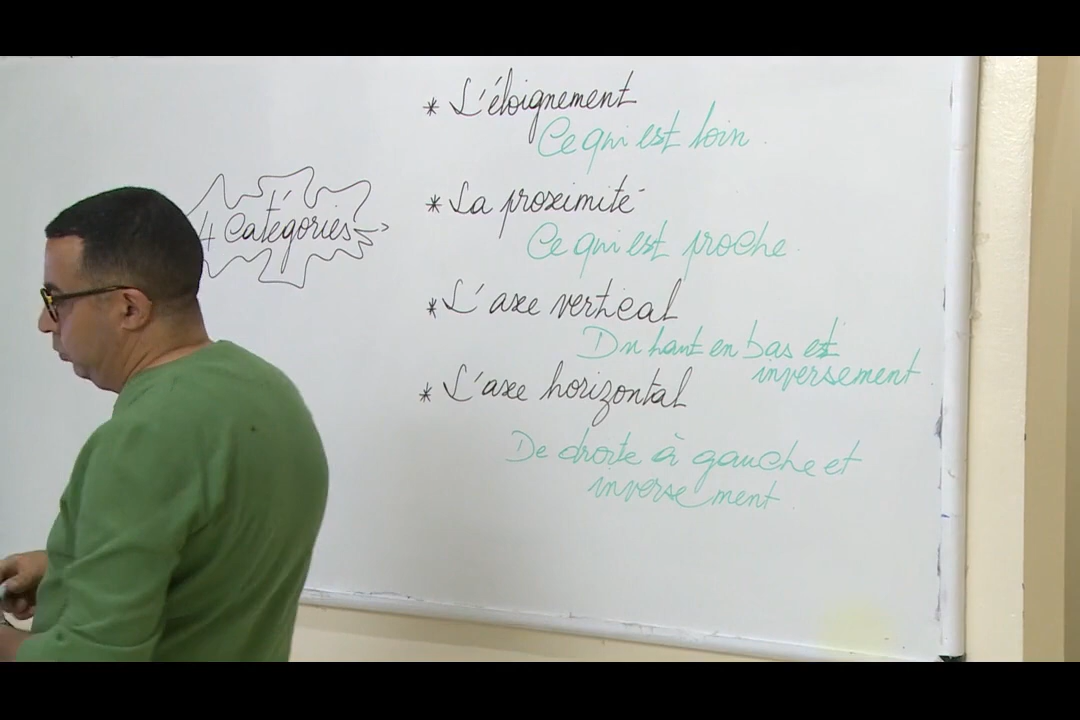 4 Catégories
* L'éloignement
Ce qui est loin.
* La proximité
Ce qui est proche.
* L'axe vertical
Du haut en bas et
inversement
* L'axe horizontal
De droite à gauche et
inversement